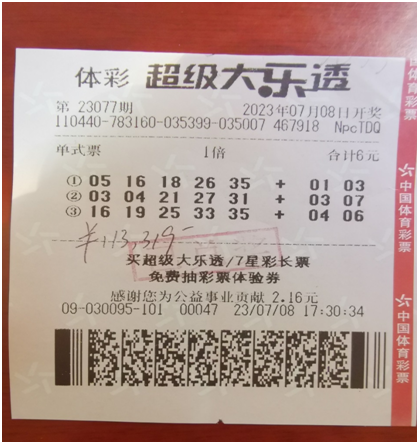 体彩 超级大乐透
第 23077期 2023年07月08日开奖
110440-783160-035399-035007 467918 NpcTDQ
单式票 1倍 合计6元
① 05 16 18 26 35 + 01 03
② 03 04 21 27 31 + 03 07
③ 16 19 25 33 35 + 04 06
￥113,319-
买超级大乐透/7星彩长票
免费抽彩票体验券
感谢您为公益事业贡献 2.16元
09-030095-101 00047 23/07/08 17:30:34
中国体育彩票
中国体育彩票
中国体育彩票